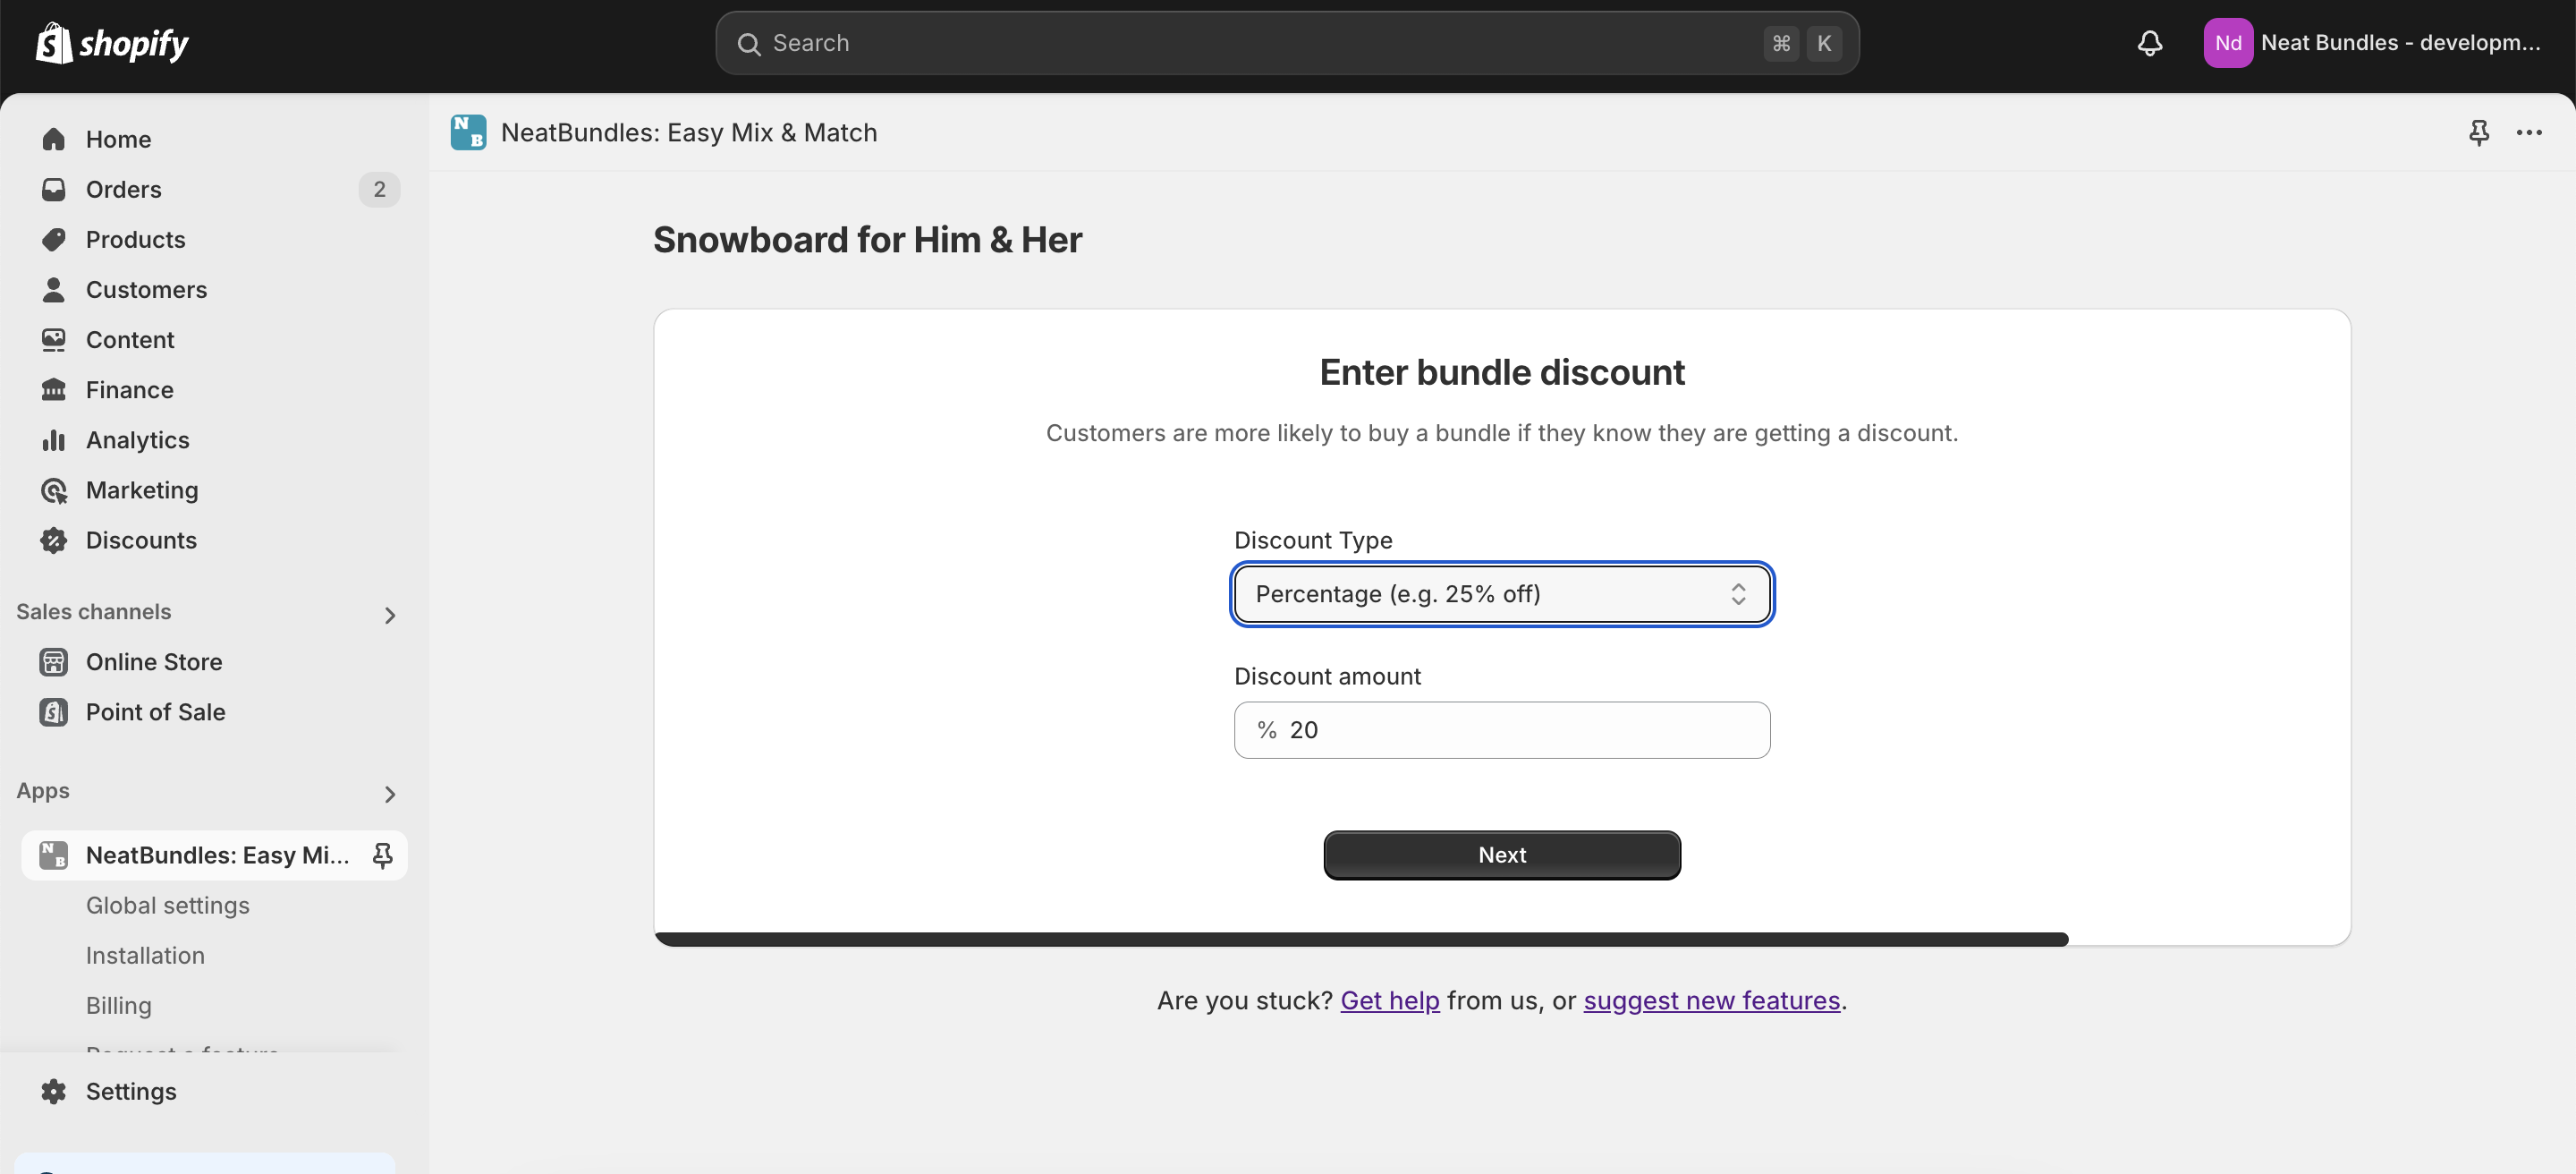 shopify
Search
⌘ K
Nd
Neat Bundles - developm...
Home
Orders
2
Products
Customers
Content
Finance
Analytics
Marketing
Discounts
Sales channels
Online Store
Point of Sale
Apps
NB
NeatBundles: Easy Mi...
Global settings
Installation
Billing
Request a feature
Settings
NB
NeatBundles: Easy Mix & Match
Snowboard for Him & Her
Enter bundle discount
Customers are more likely to buy a bundle if they know they are getting a discount.
Discount Type
Percentage (e.g. 25% off)
Discount amount
% 20
Next
Are you stuck? Get help from us, or suggest new features.